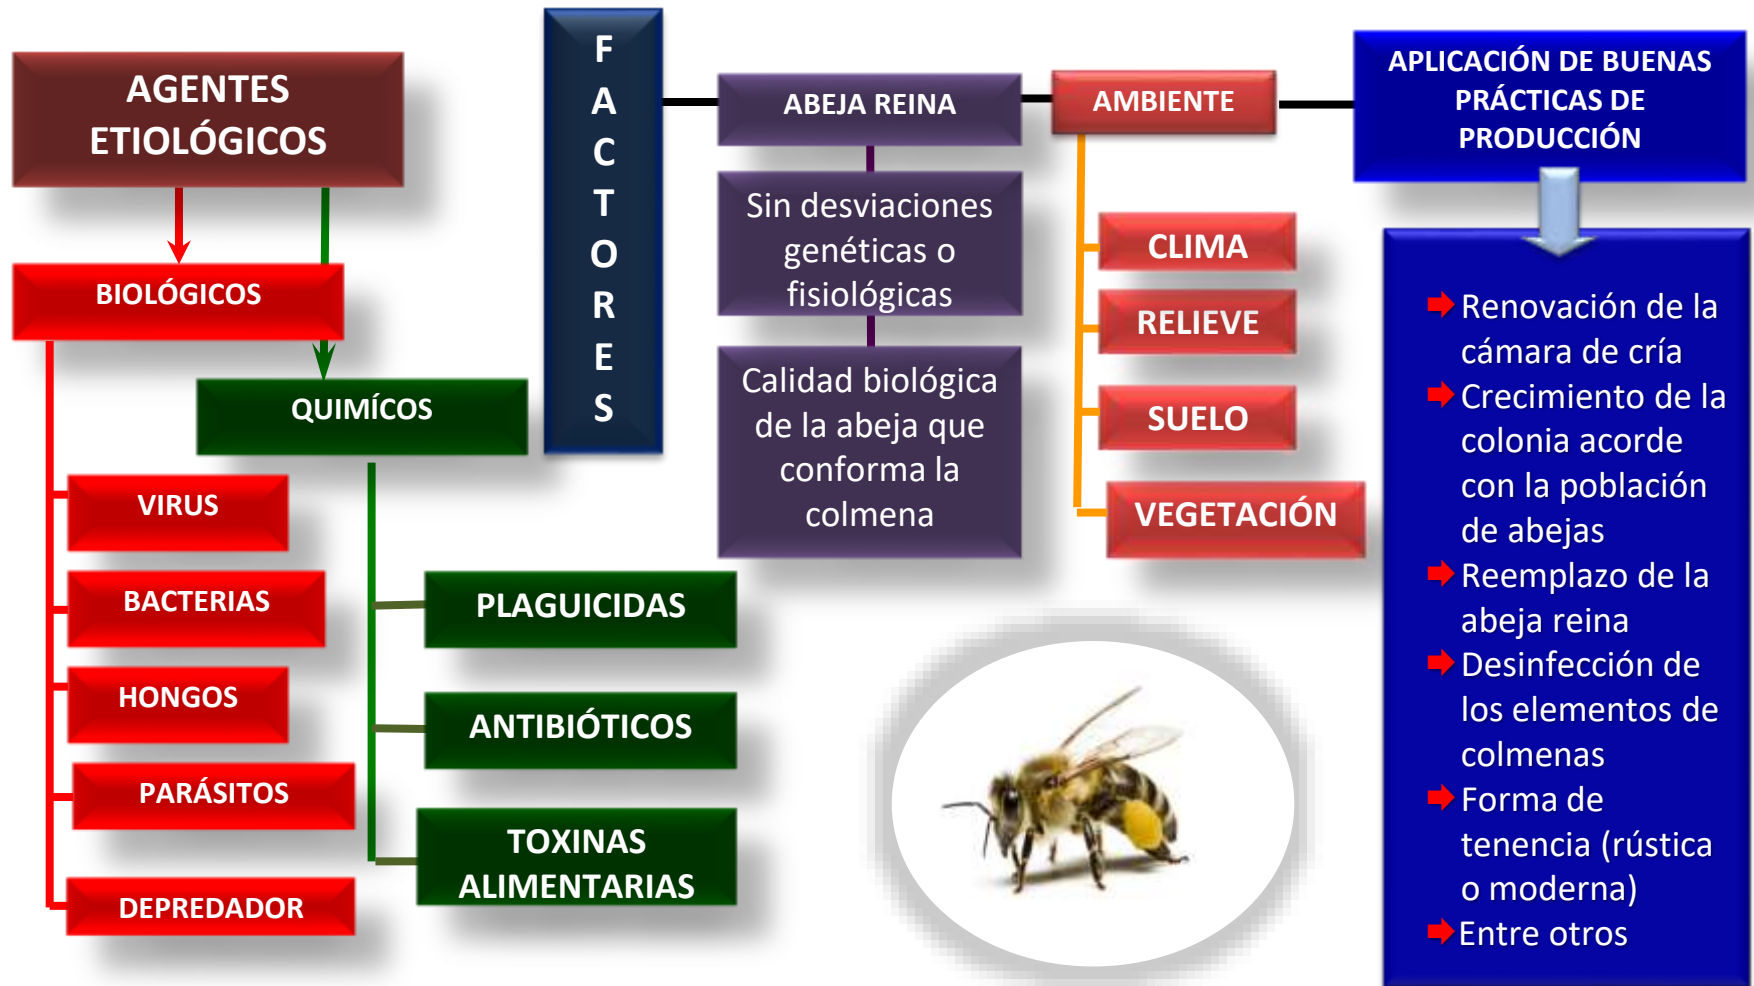 AGENTES
ETIOLÓGICOS
BIOLÓGICOS
QUIMÍCOS
VIRUS
BACTERIAS
HONGOS
PARÁSITOS
DEPREDADOR
PLAGUICIDAS
ANTIBIÓTICOS
TOXINAS
ALIMENTARIAS
F
A
C
T
O
R
E
S
ABEJA REINA
Sin desviaciones
genéticas o
fisiológicas
Calidad biológica
de la abeja que
conforma la
colmena
AMBIENTE
CLIMA
RELIEVE
SUELO
VEGETACIÓN
APLICACIÓN DE BUENAS
PRÁCTICAS DE
PRODUCCIÓN
Renovación de la
cámara de cría
Crecimiento de la
colonia acorde
con la población
de abejas
Reemplazo de la
abeja reina
Desinfección de
los elementos de
colmenas
Forma de
tenencia (rústica
o moderna)
Entre otros